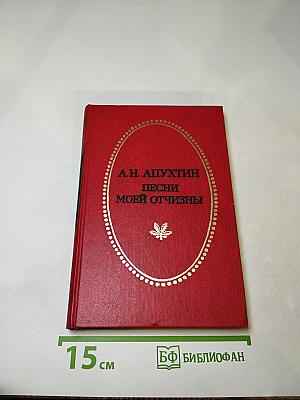 А.Н. АПУХТИН
ПЕСНИ
МОЕЙ ОТЧИЗНЫ
15 см
БФ БИБЛИОФАН